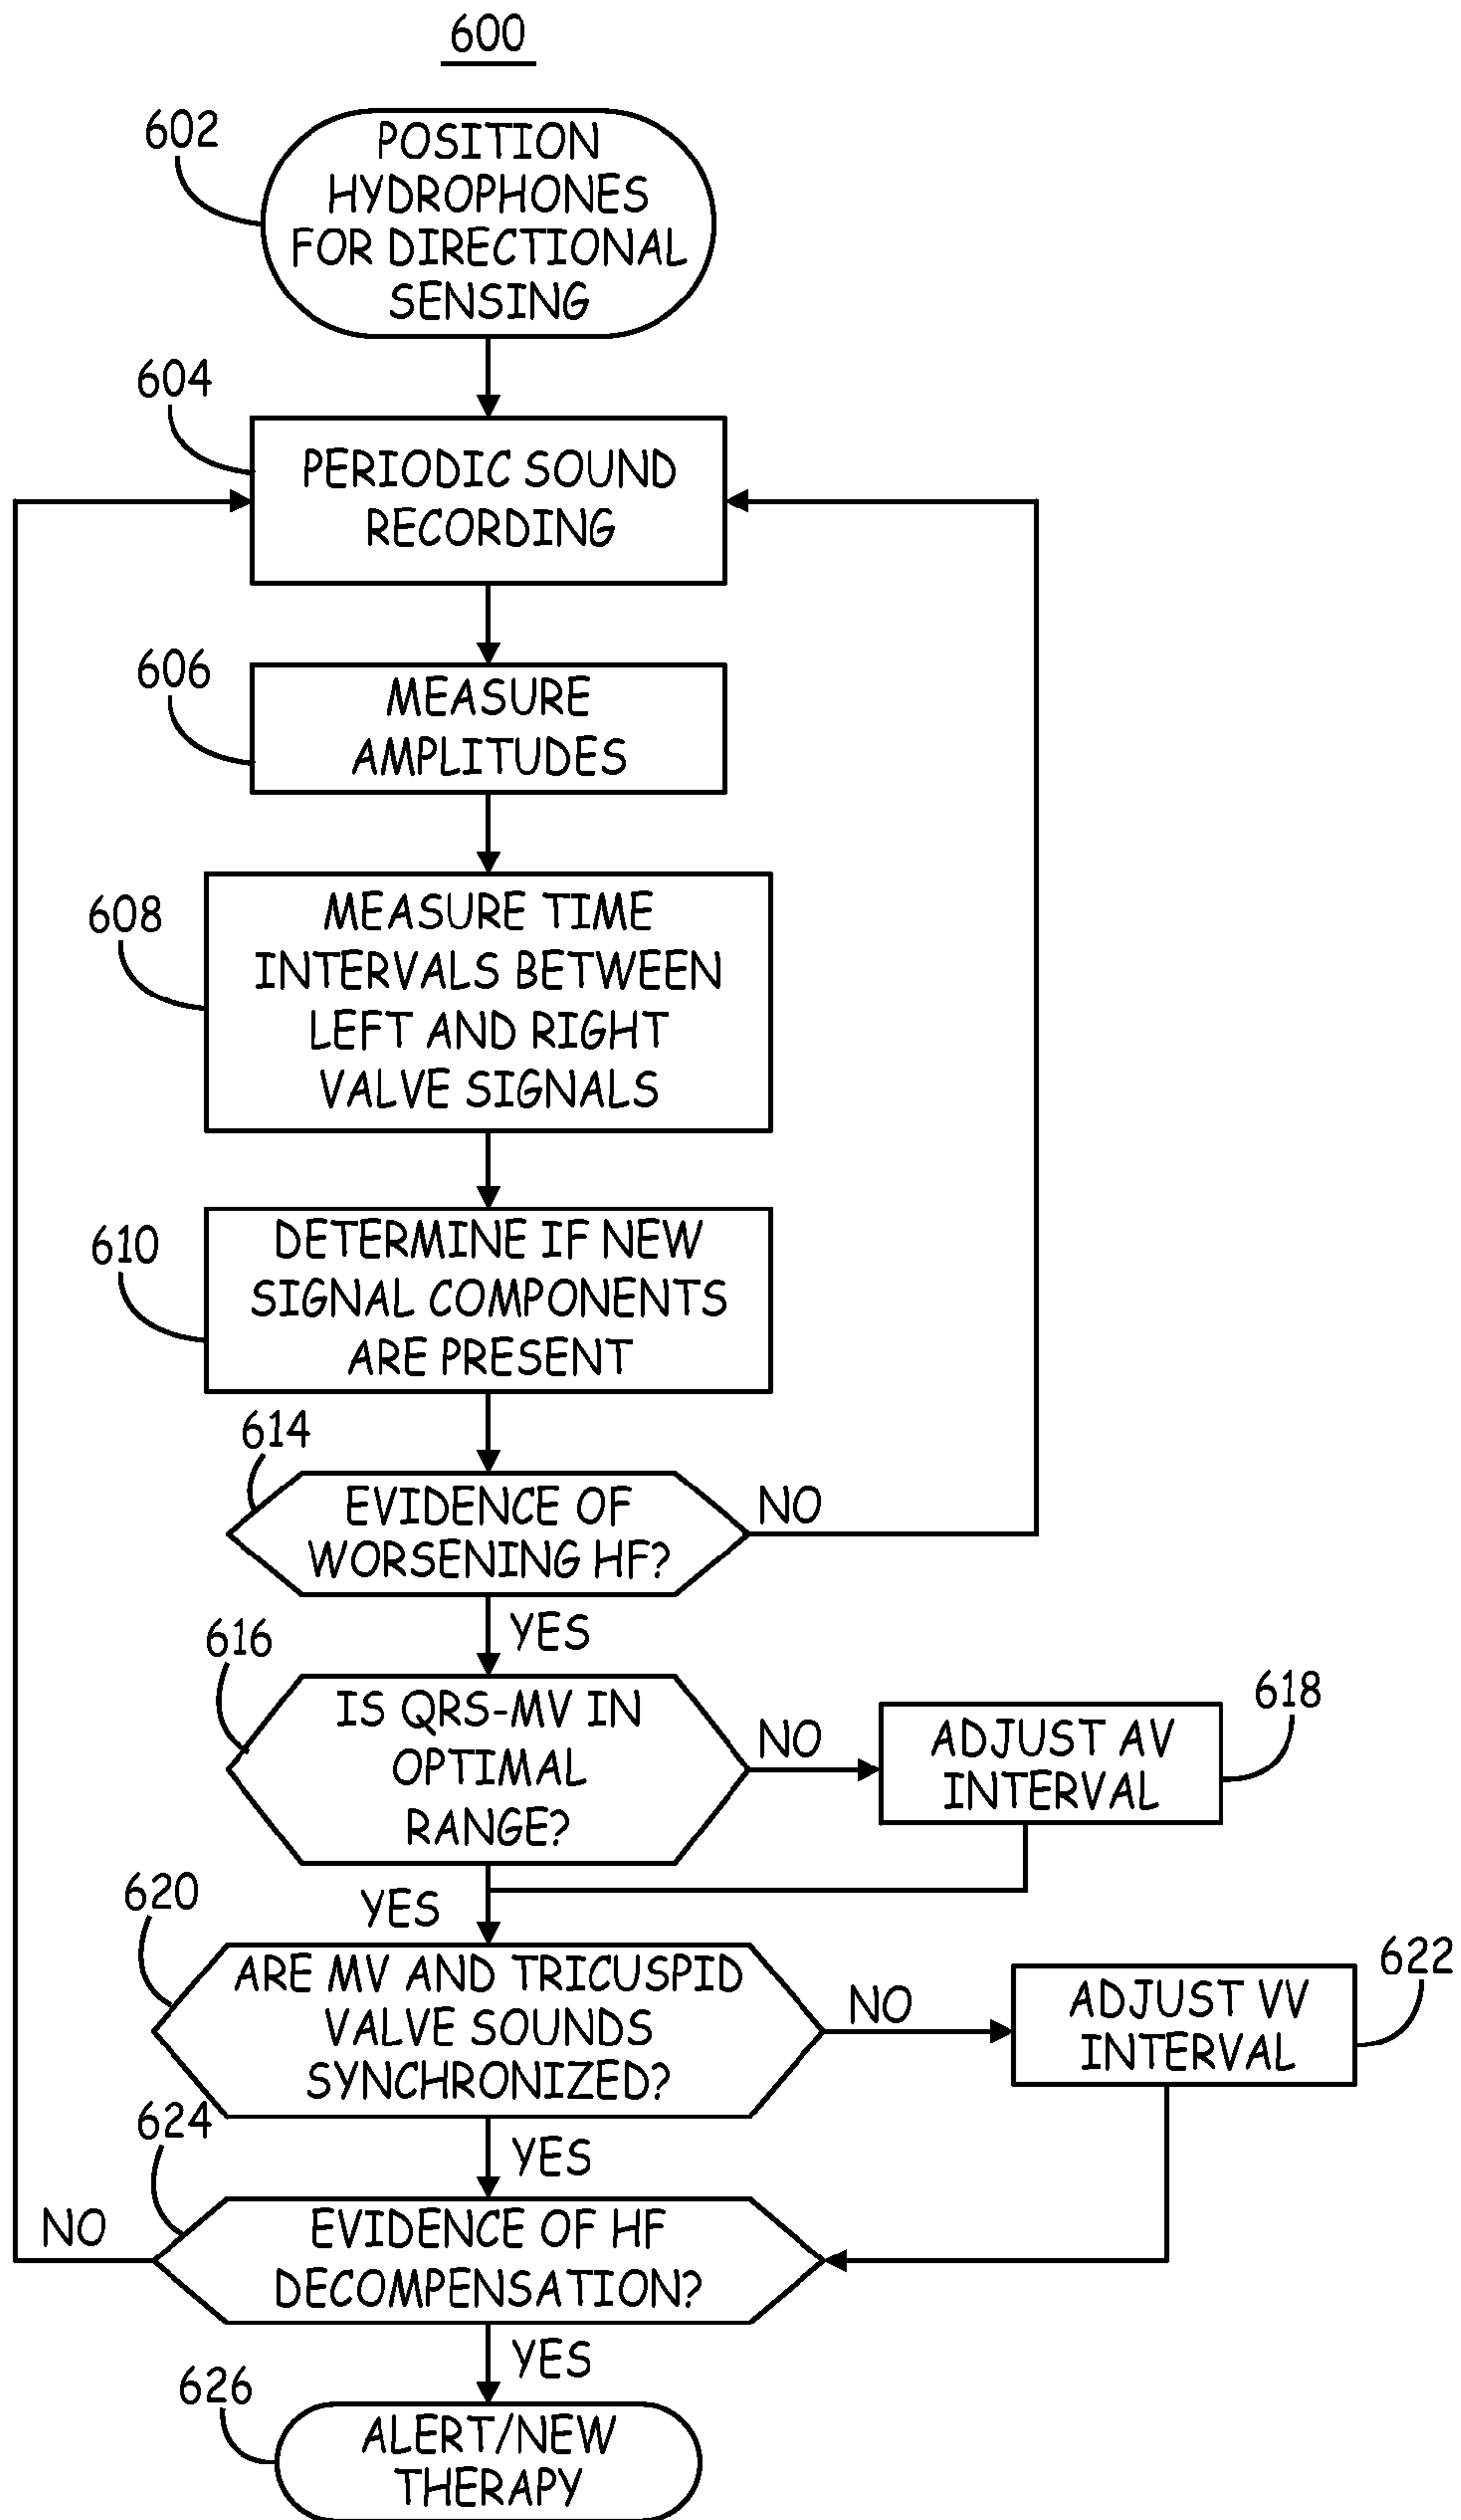 600
602
POSITION
HYDROPHONES
FOR DIRECTIONAL
SENSING
604
PERIODIC SOUND
RECORDING
606
MEASURE
AMPLITUDES
608
MEASURE TIME
INTERVALS BETWEEN
LEFT AND RIGHT
VALVE SIGNALS
610
DETERMINE IF NEW
SIGNAL COMPONENTS
ARE PRESENT
614
EVIDENCE OF
WORSENING HF?
NO
YES
616
IS QRS-MV IN
OPTIMAL
RANGE?
NO
618
ADJUST AV
INTERVAL
YES
620
ARE MV AND TRICUSPID
VALVE SOUNDS
SYNCHRONIZED?
NO
622
ADJUST VV
INTERVAL
YES
624
EVIDENCE OF HF
DECOMPENSATION?
NO
YES
626
ALERT/NEW
THERAPY